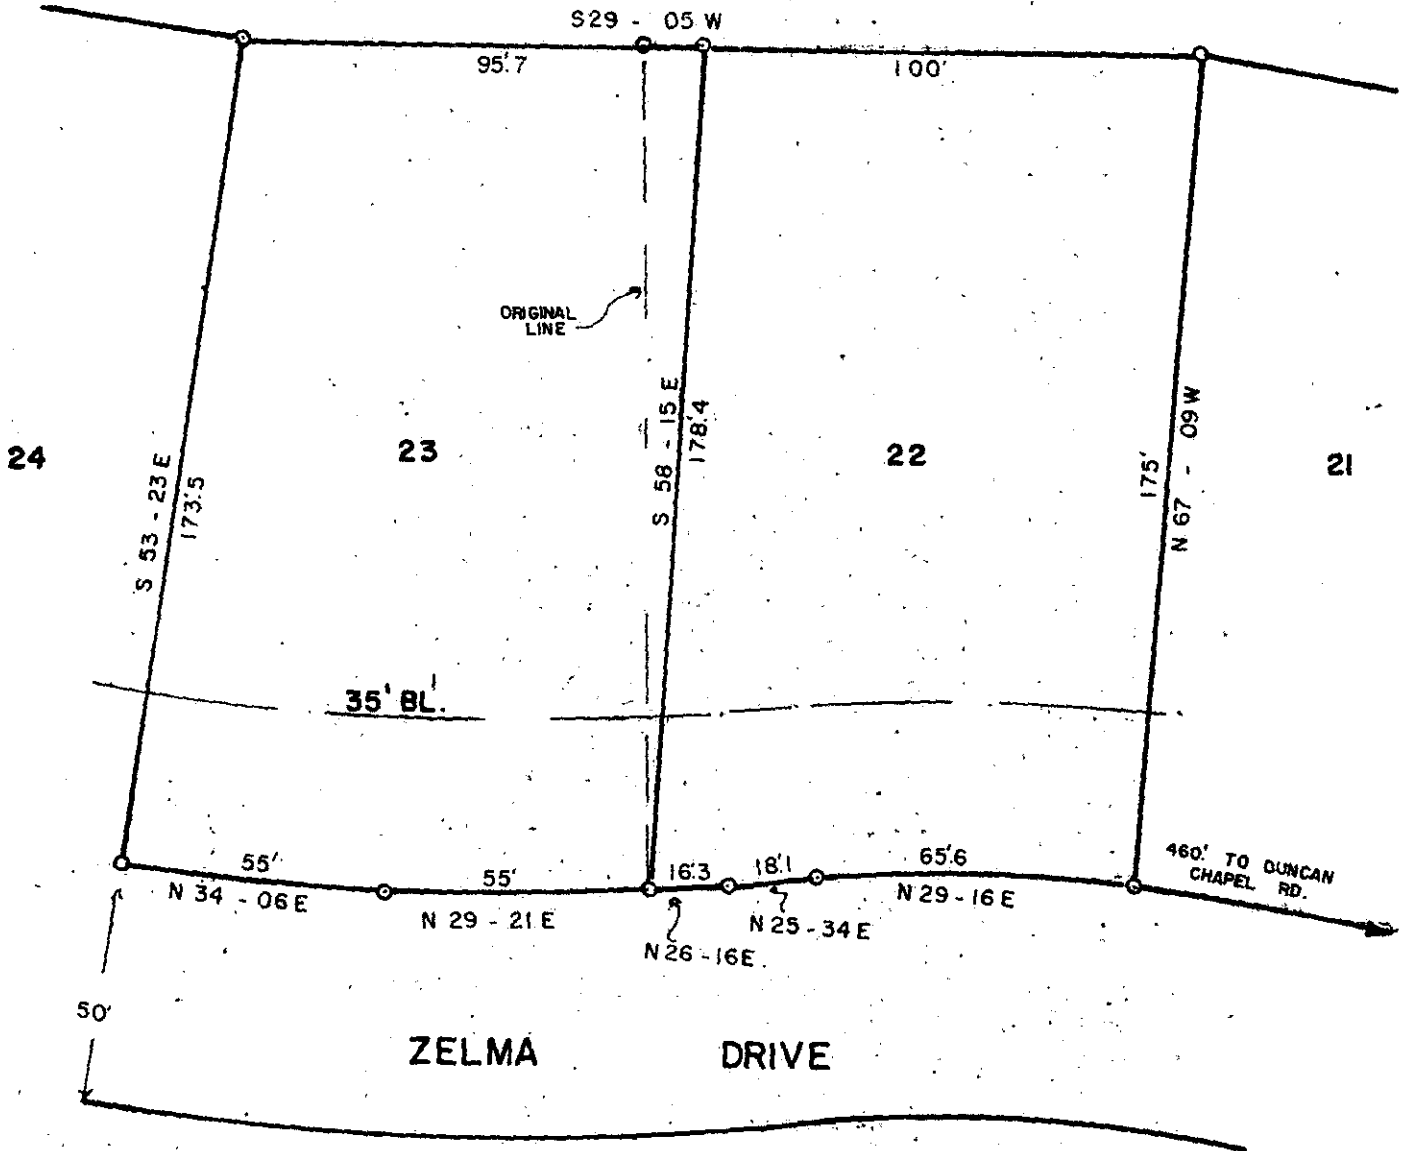 S29 - 05 W
95.'7
100'
ORIGINAL
LINE
S 53 - 23 E
173.'5
S 58 - 15 E
178.'4
175'
N 67 - 09 W
24
23
22
21
35' BL.
55'
N 34 - 06 E
55'
N 29 - 21 E
16.'3
N 26 - 16 E.
18.'1
N 25 - 34 E
65.'6
N 29 - 16 E
460.' TO DUNCAN
CHAPEL RD.
50'
ZELMA DRIVE